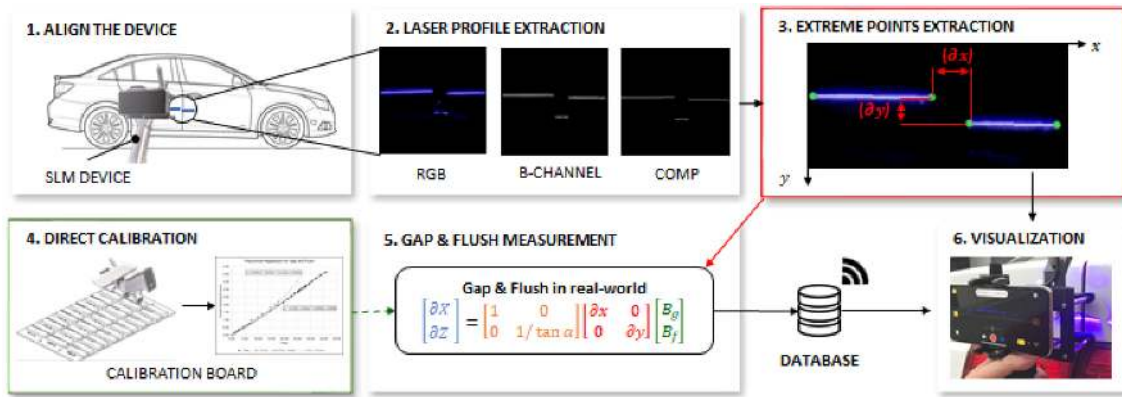 1. ALIGN THE DEVICE
SLM DEVICE
2. LASER PROFILE EXTRACTION
RGB
B-CHANNEL
COMP
3. EXTREME POINTS EXTRACTION
x
(∂x)
(∂y)
y
4. DIRECT CALIBRATION
CALIBRATION BOARD
5. GAP & FLUSH MEASUREMENT
Gap & Flush in real-world
[∂X ∂Z] = [1 0 0 1/tan α] [∂x 0 0 ∂y] [B_g B_f]
DATABASE
6. VISUALIZATION